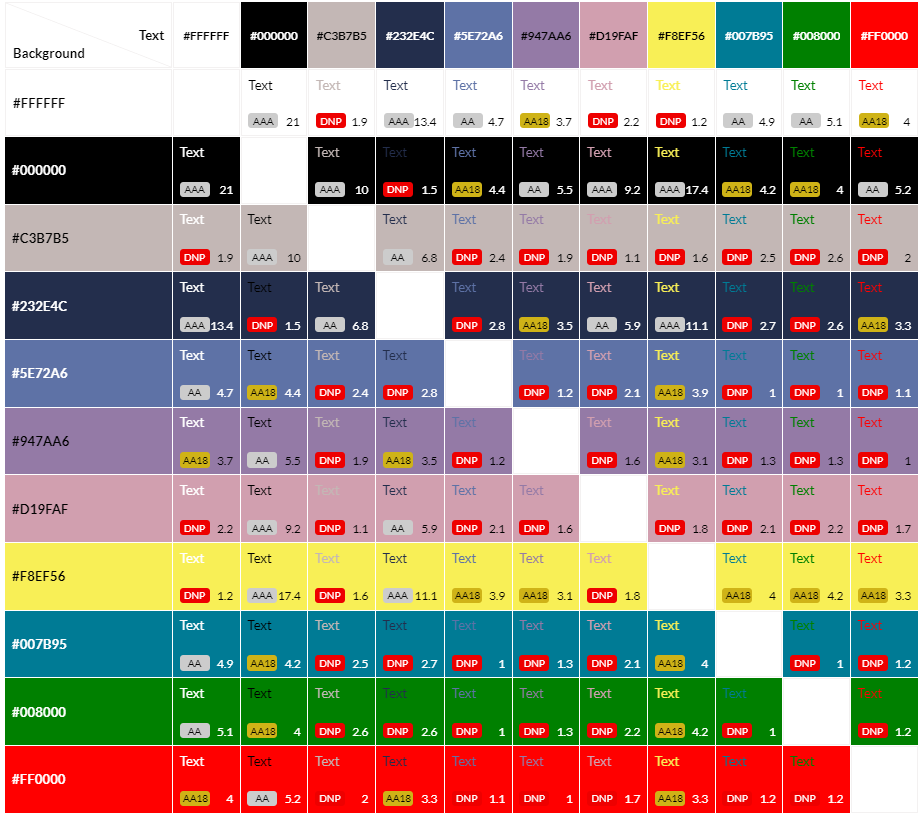 Text #FFFFFF #000000 #C3B7B5 #232E4C #5E72A6 #947AA6 #D19FAF #F8EF56 #007B95 #008000 #FF0000
Background
#FFFFFF
Text Text Text Text Text Text Text Text Text Text
AAA 21 DNP 1.9 AAA 13.4 AA 4.7 AA18 3.7 DNP 2.2 DNP 1.2 AA 4.9 AA 5.1 AA18 4
#000000
Text Text Text Text Text Text Text Text Text Text
AAA 21 AAA 10 DNP 1.5 AA18 4.4 AA 5.5 AAA 9.2 AAA 17.4 AA18 4.2 AA18 4 AA 5.2
#C3B7B5
Text Text Text Text Text Text Text Text Text Text
DNP 1.9 AAA 10 AA 6.8 DNP 2.4 DNP 1.9 DNP 1.1 DNP 1.6 DNP 2.5 DNP 2.6 DNP 2
#232E4C
Text Text Text Text Text Text Text Text Text Text
AAA 13.4 DNP 1.5 AA 6.8 DNP 2.8 AA18 3.5 AA 5.9 AAA 11.1 DNP 2.7 DNP 2.6 AA18 3.3
#5E72A6
Text Text Text Text Text Text Text Text Text Text
AA 4.7 AA18 4.4 DNP 2.4 DNP 2.8 DNP 1.2 DNP 2.1 AA18 3.9 DNP 1 DNP 1 DNP 1.1
#947AA6
Text Text Text Text Text Text Text Text Text Text
AA18 3.7 AA 5.5 DNP 1.9 AA18 3.5 DNP 1.2 DNP 1.6 AA18 3.1 DNP 1.3 DNP 1.3 DNP 1
#D19FAF
Text Text Text Text Text Text Text Text Text Text
DNP 2.2 AAA 9.2 DNP 1.1 AA 5.9 DNP 2.1 DNP 1.6 DNP 1.8 DNP 2.1 DNP 2.2 DNP 1.7
#F8EF56
Text Text Text Text Text Text Text Text Text Text
DNP 1.2 AAA 17.4 DNP 1.6 AAA 11.1 AA18 3.9 AA18 3.1 DNP 1.8 AA18 4 AA18 4.2 AA18 3.3
#007B95
Text Text Text Text Text Text Text Text Text Text
AA 4.9 AA18 4.2 DNP 2.5 DNP 2.7 DNP 1 DNP 1.3 DNP 2.1 AA18 4 DNP 1 DNP 1.2
#008000
Text Text Text Text Text Text Text Text Text Text
AA 5.1 AA18 4 DNP 2.6 DNP 2.6 DNP 1 DNP 1.3 DNP 2.2 AA18 4.2 DNP 1 DNP 1.2
#FF0000
Text Text Text Text Text Text Text Text Text Text
AA18 4 AA 5.2 DNP 2 AA18 3.3 DNP 1.1 DNP 1 DNP 1.7 AA18 3.3 DNP 1.2 DNP 1.2